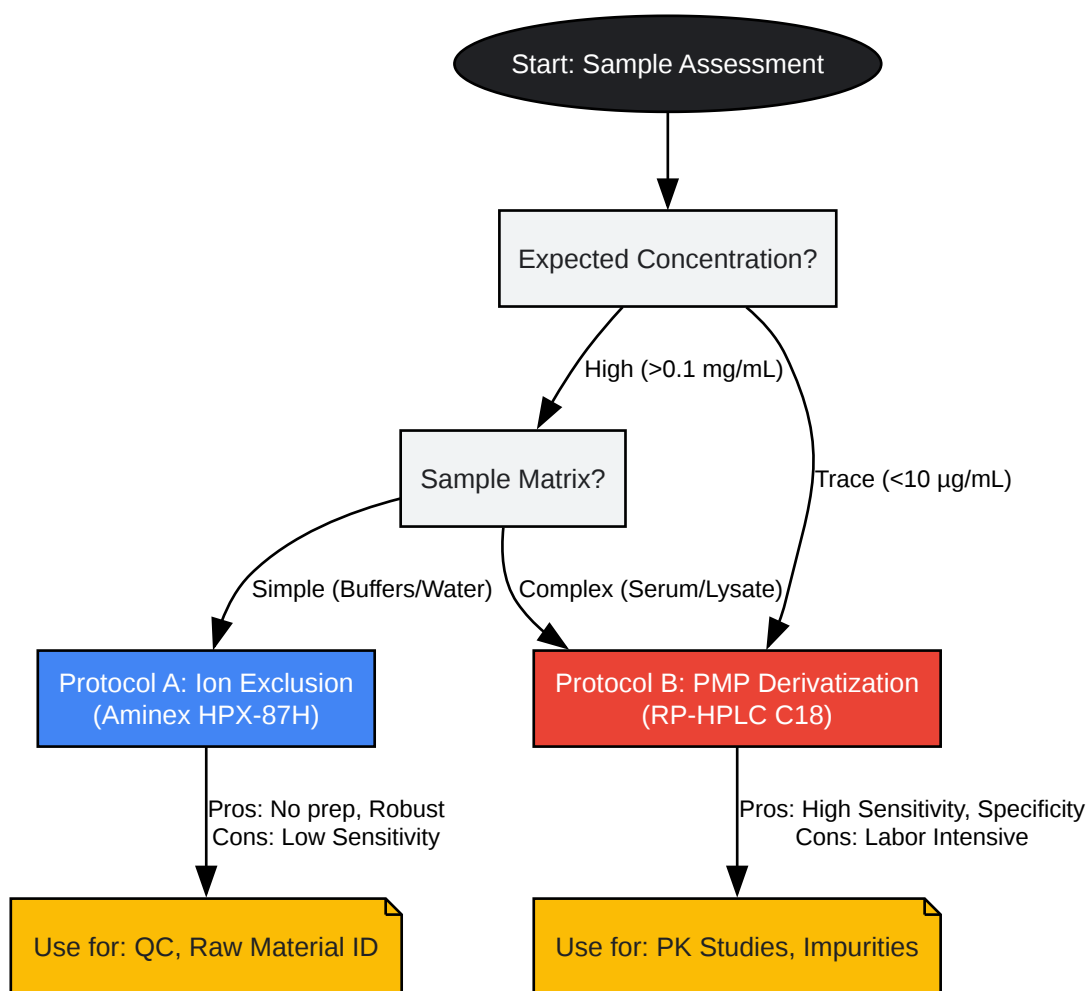 Start: Sample Assessment
Expected Concentration?
High (>0.1 mg/mL)
Sample Matrix?
Trace (<10 µg/mL)
Simple (Buffers/Water)
Complex (Serum/Lysate)
Protocol A: Ion Exclusion
(Aminex HPX-87H)
Protocol B: PMP Derivatization
(RP-HPLC C18)
Pros: No prep, Robust
Cons: Low Sensitivity
Pros: High Sensitivity, Specificity
Cons: Labor Intensive
Use for: QC, Raw Material ID
Use for: PK Studies, Impurities